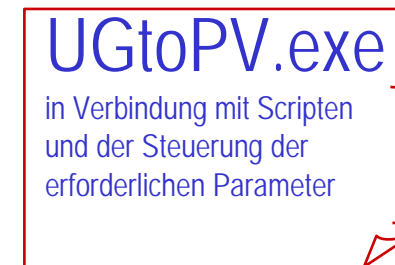 UGtoPV.exe
in Verbindung mit Scripten
und der Steuerung der
erforderlichen Parameter